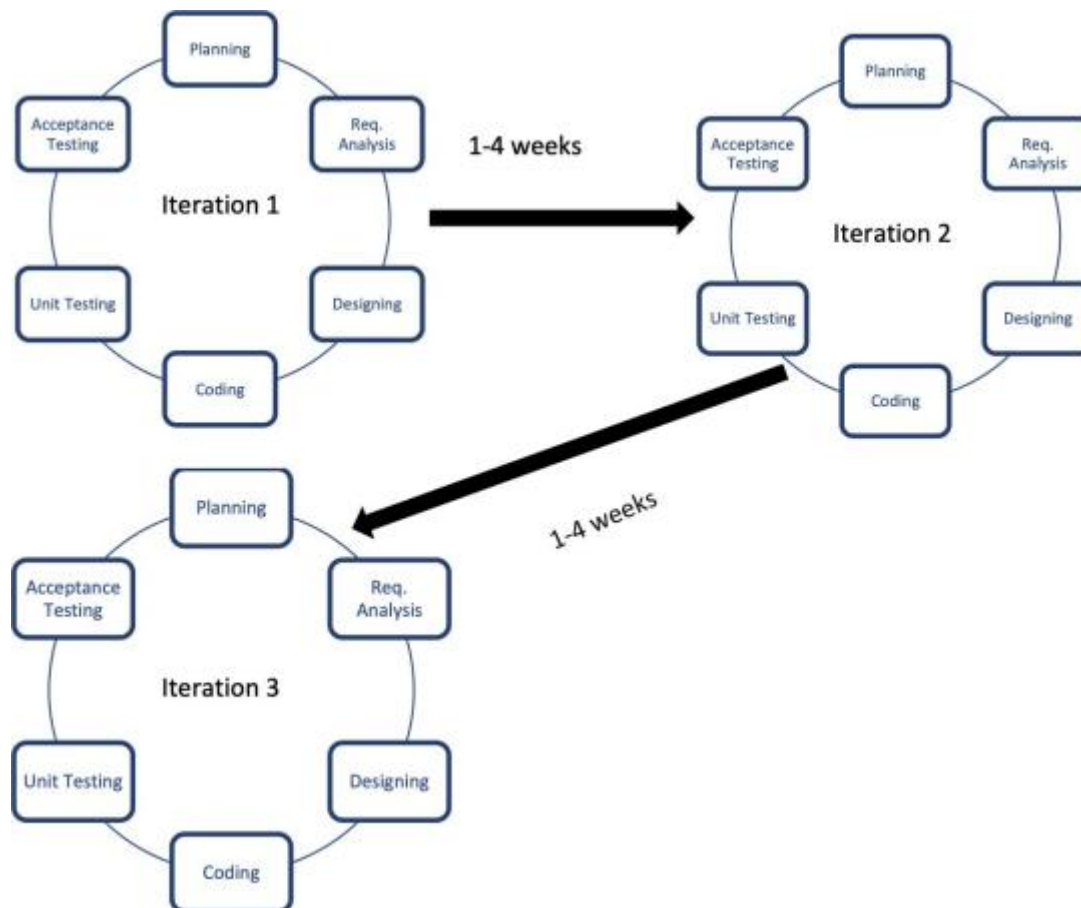 Planning
Acceptance
Testing
Req.
Analysis
Iteration 1
Unit Testing
Designing
Coding
1-4 weeks
Planning
Acceptance
Testing
Req.
Analysis
Iteration 2
Unit Testing
Designing
Coding
1-4 weeks
Planning
Acceptance
Testing
Req.
Analysis
Iteration 3
Unit Testing
Designing
Coding